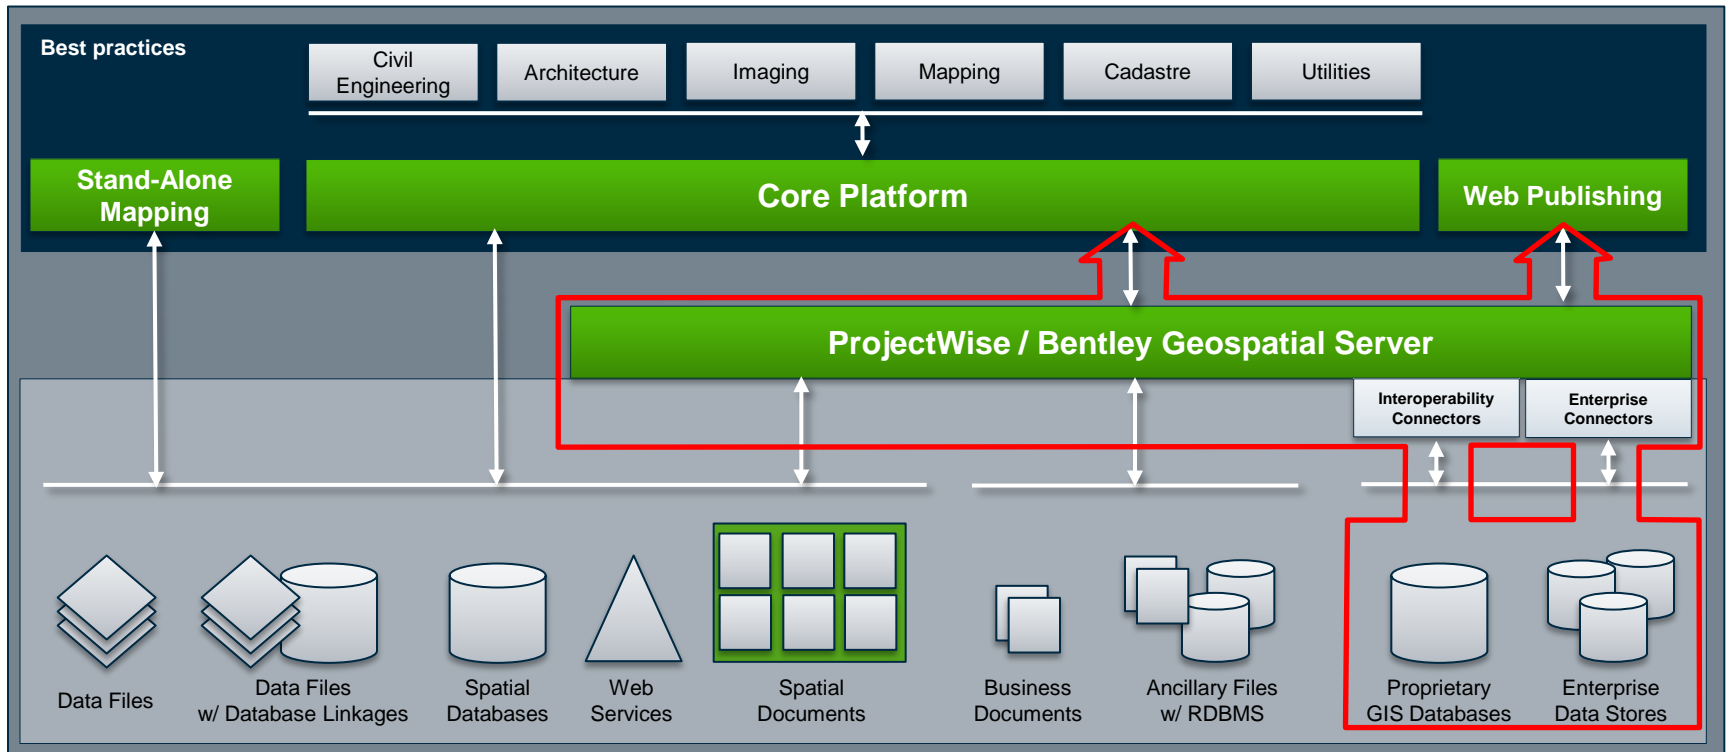 Best practices
Civil
Engineering
Architecture
Imaging
Mapping
Cadastre
Utilities
Stand-Alone
Mapping
Core Platform
Web Publishing
ProjectWise / Bentley Geospatial Server
Interoperability
Connectors
Enterprise
Connectors
Data Files
Data Files
w/ Database Linkages
Spatial
Databases
Web
Services
Spatial
Documents
Business
Documents
Ancillary Files
w/ RDBMS
Proprietary
GIS Databases
Enterprise
Data Stores